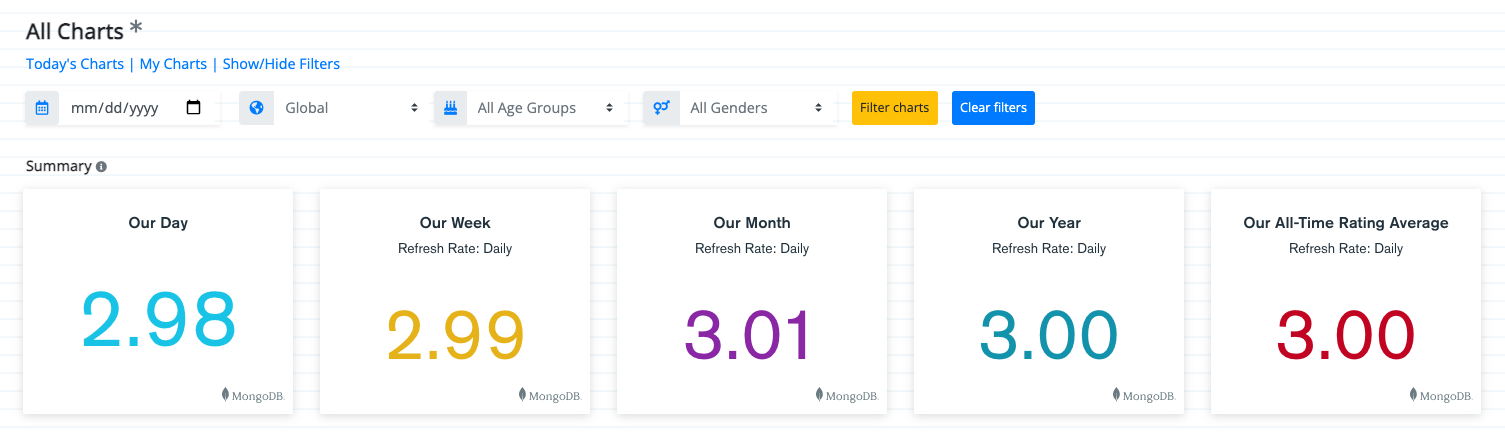 All Charts *
Today's Charts | My Charts | Show/Hide Filters
mm/dd/yyyy Global All Age Groups All Genders Filter charts Clear filters
Summary
Our Day
2.98
MongoDB.
Our Week
Refresh Rate: Daily
2.99
MongoDB.
Our Month
Refresh Rate: Daily
3.01
MongoDB.
Our Year
Refresh Rate: Daily
3.00
MongoDB.
Our All-Time Rating Average
Refresh Rate: Daily
3.00
MongoDB.